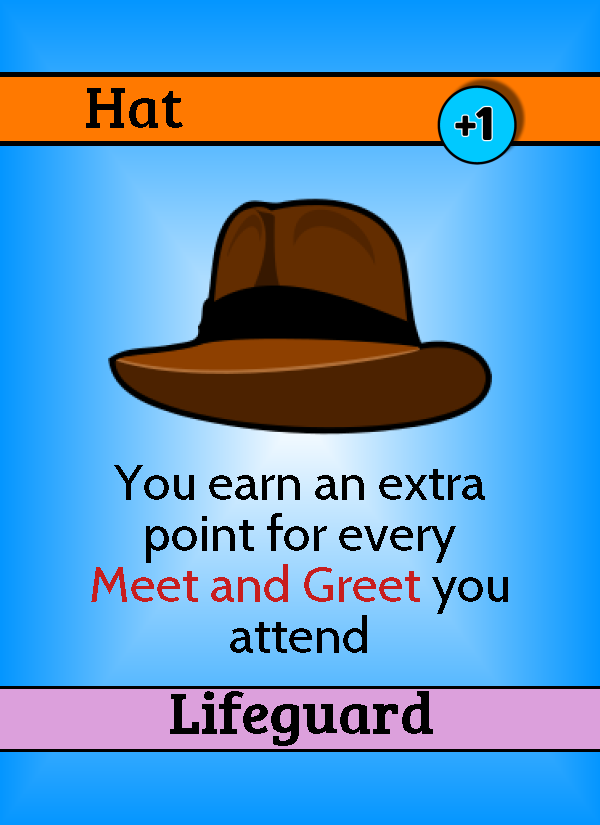 Hat
+1
You earn an extra
point for every
Meet and Greet you
attend
Lifeguard